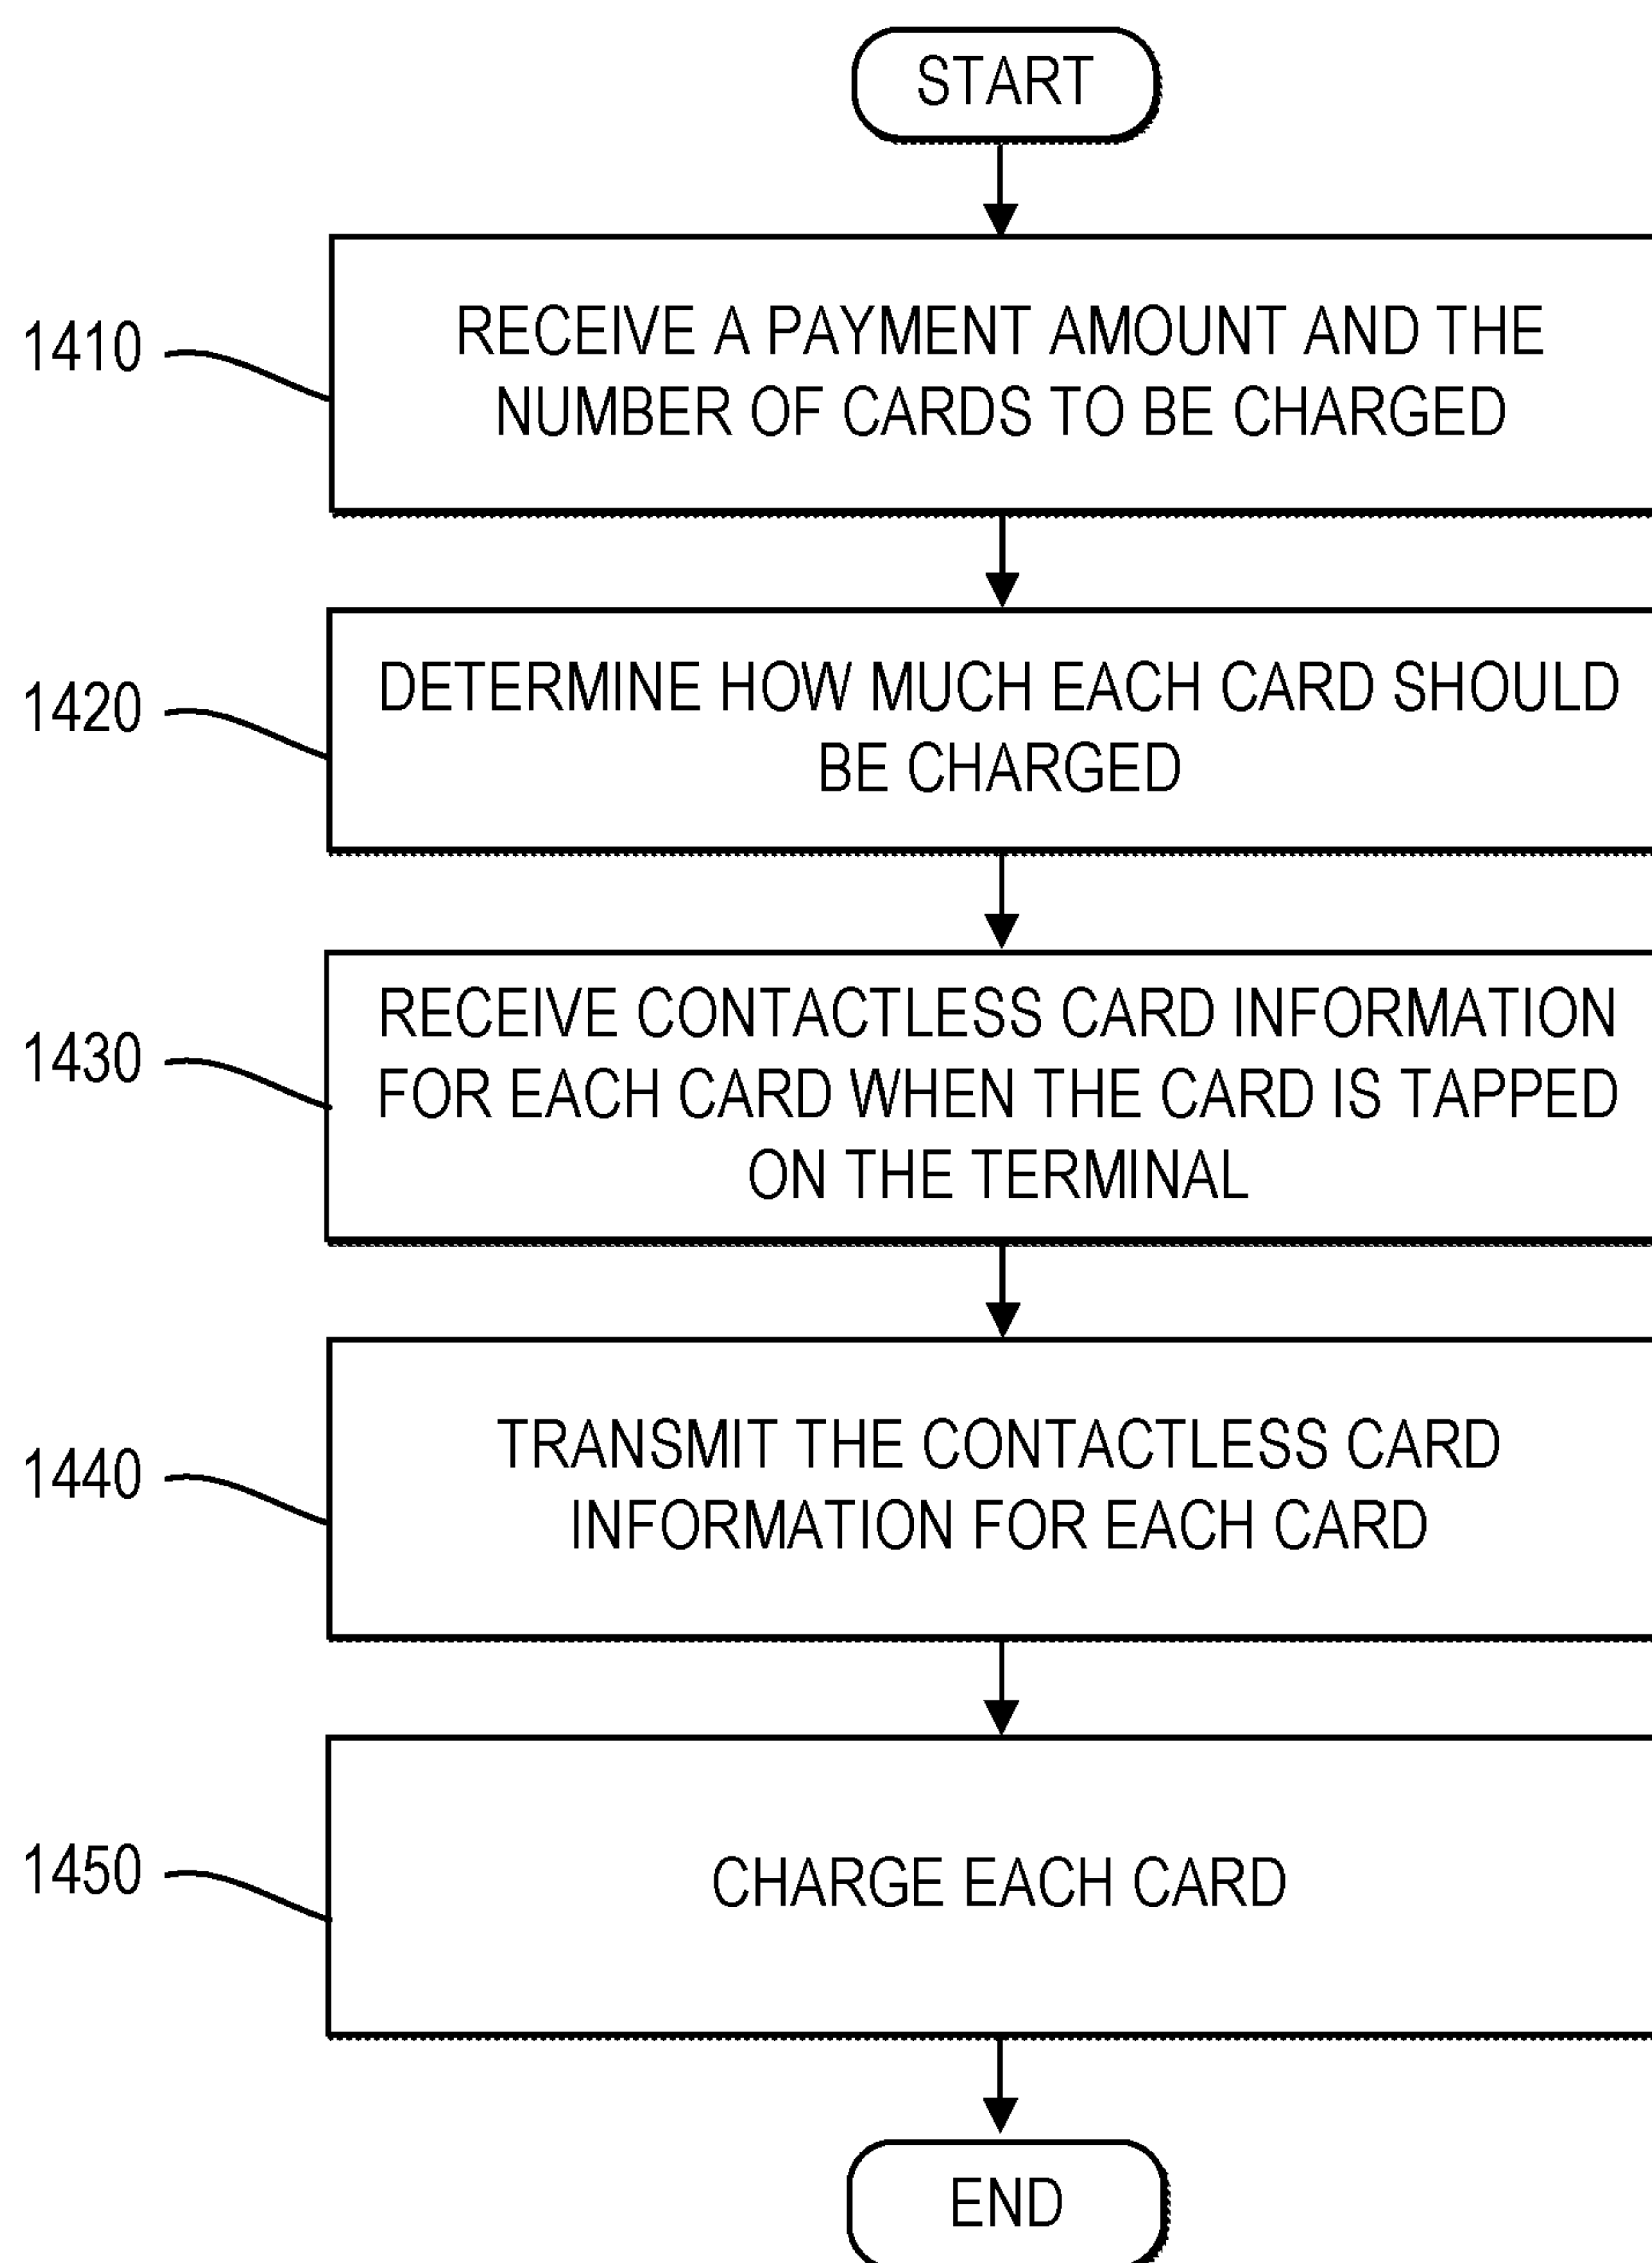 START
1410
RECEIVE A PAYMENT AMOUNT AND THE
NUMBER OF CARDS TO BE CHARGED
1420
DETERMINE HOW MUCH EACH CARD SHOULD
BE CHARGED
1430
RECEIVE CONTACTLESS CARD INFORMATION
FOR EACH CARD WHEN THE CARD IS TAPPED
ON THE TERMINAL
1440
TRANSMIT THE CONTACTLESS CARD
INFORMATION FOR EACH CARD
1450
CHARGE EACH CARD
END